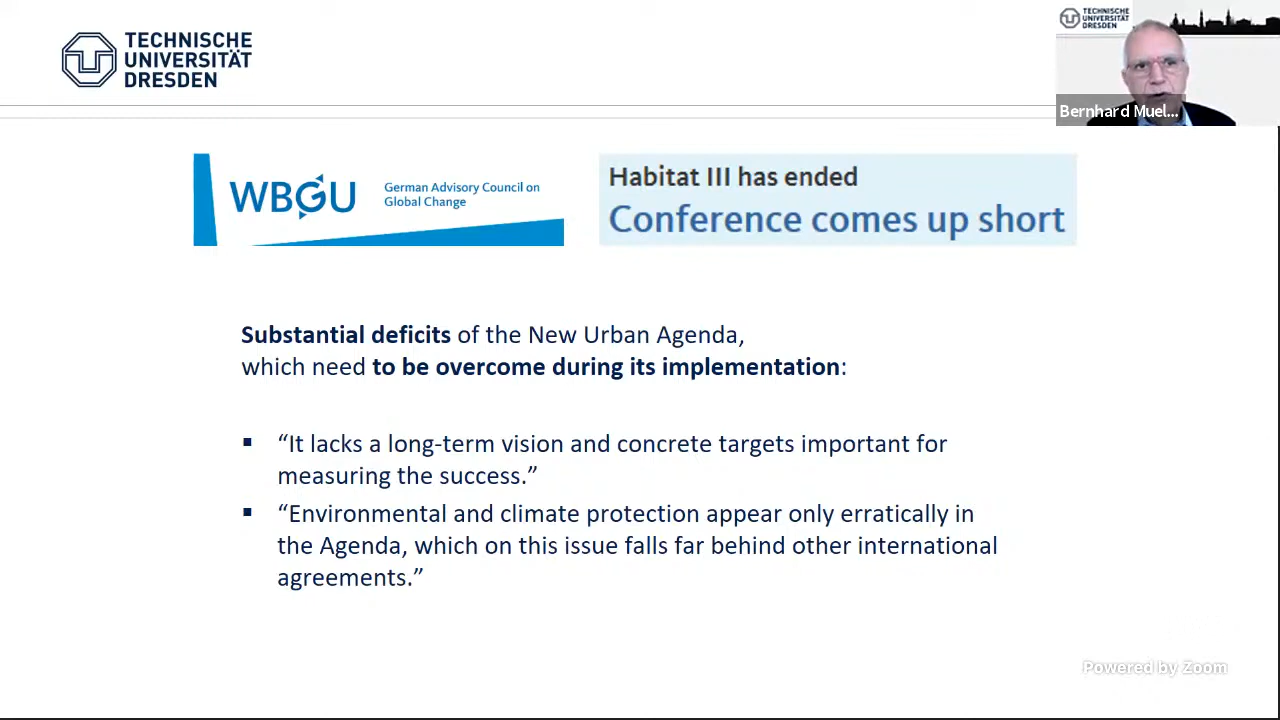 TECHNISCHE
UNIVERSITÄT
DRESDEN
TECHNISCHE
UNIVERSITÄT
DRESDEN
Bernhard Muel...
WBGU
German Advisory Council on
Global Change
Habitat III has ended
Conference comes up short
Substantial deficits of the New Urban Agenda,
which need to be overcome during its implementation:
▪ “It lacks a long-term vision and concrete targets important for
measuring the success.”
▪ “Environmental and climate protection appear only erratically in
the Agenda, which on this issue falls far behind other international
agreements.”
Powered by Zoom